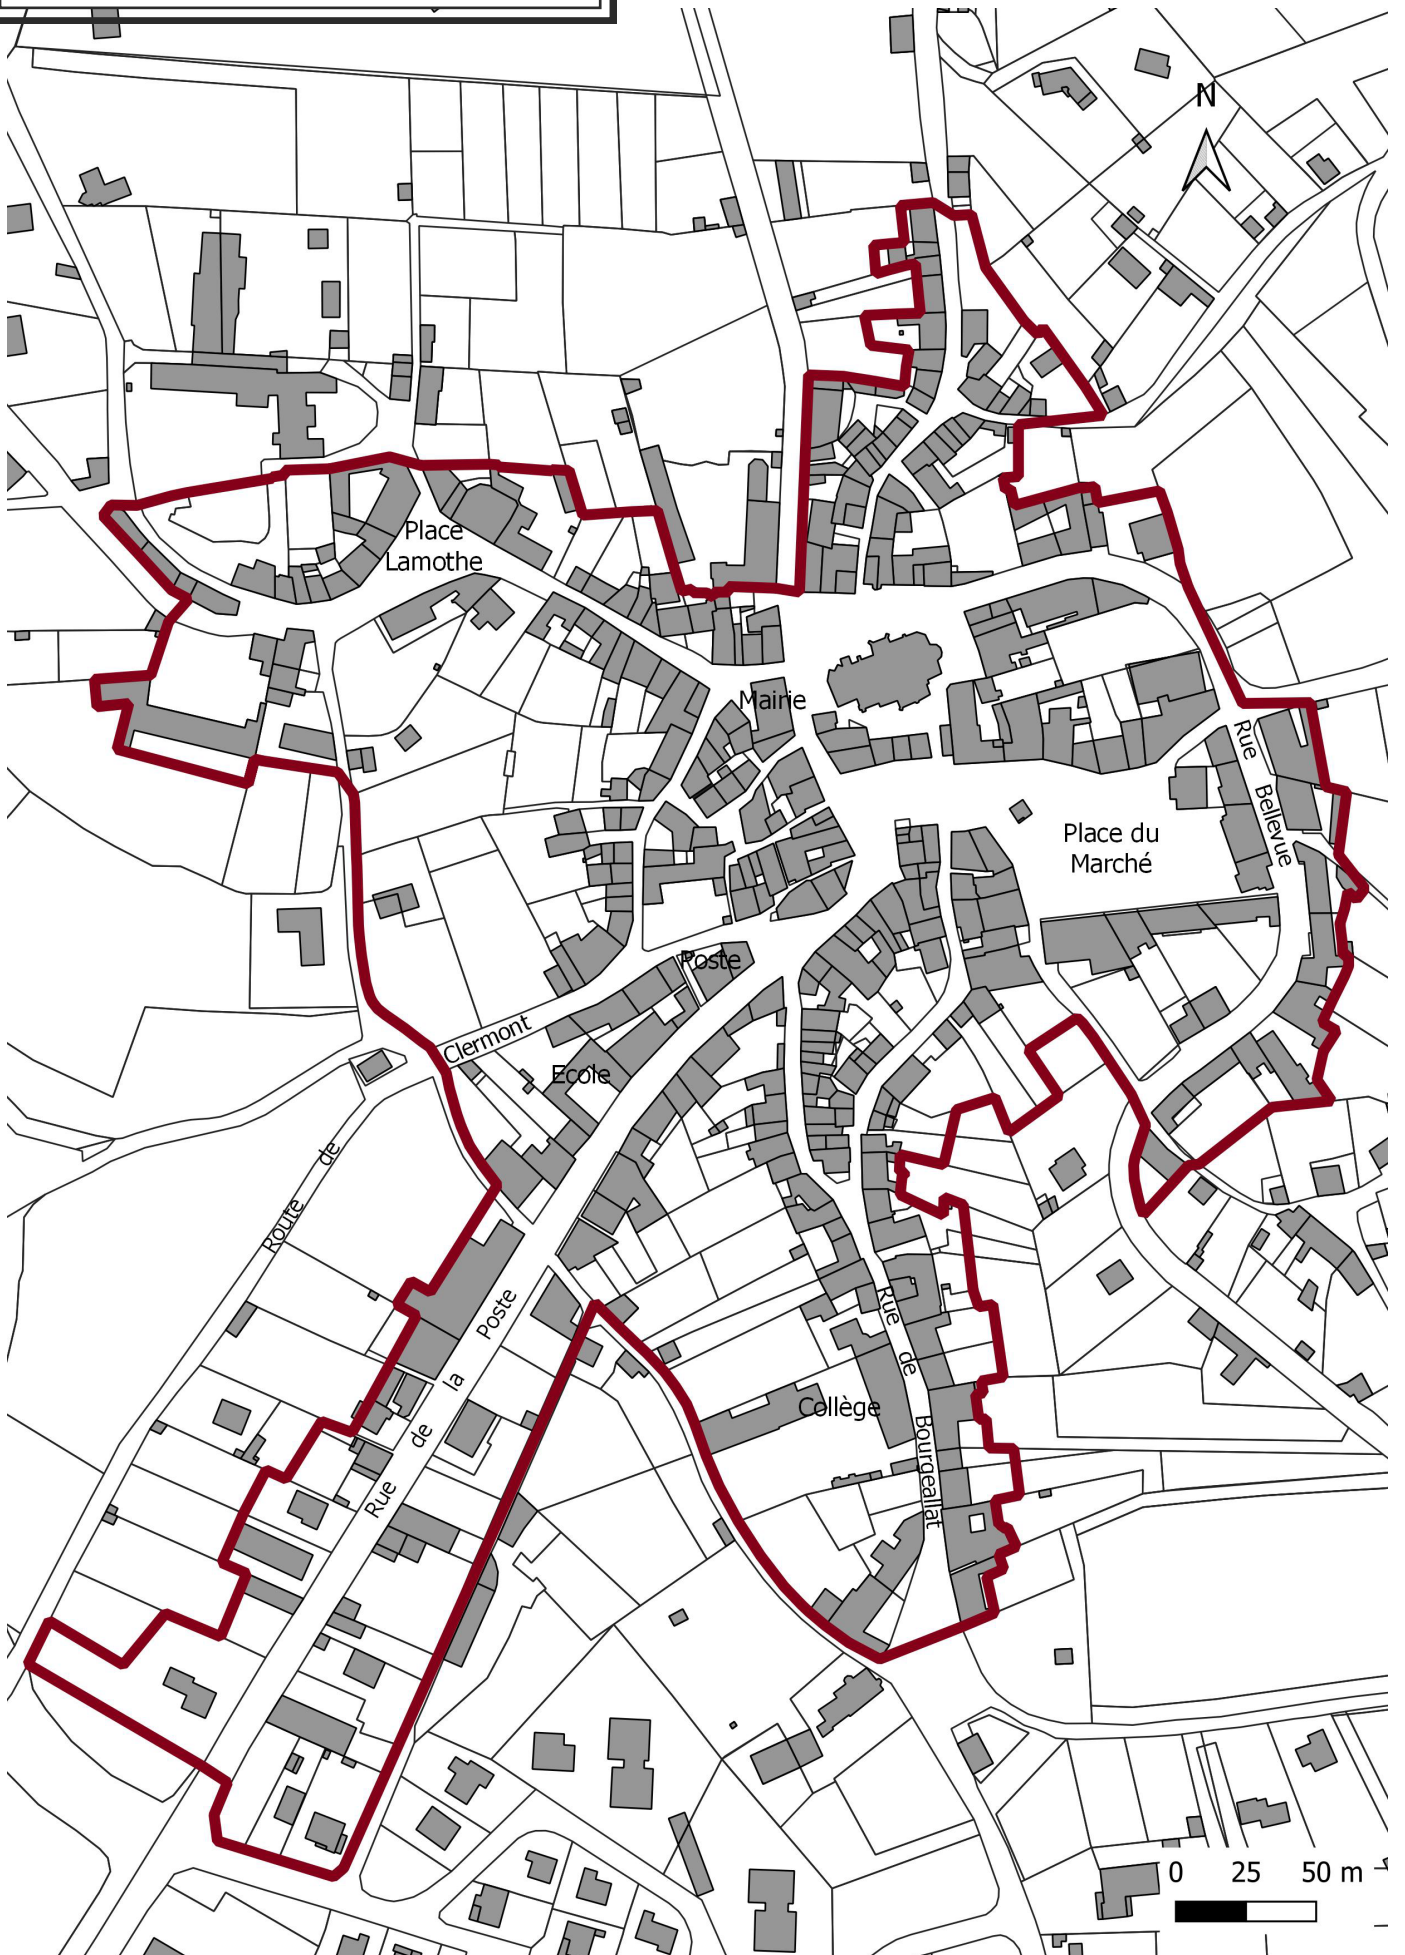 N
Place
Lamothe
Mairie
Rue Bellevue
Place du
Marché
Poste
Clermont
Ecole
Route de
Rue de la Poste
Rue de Bourgeallat
Collège
0 25 50 m